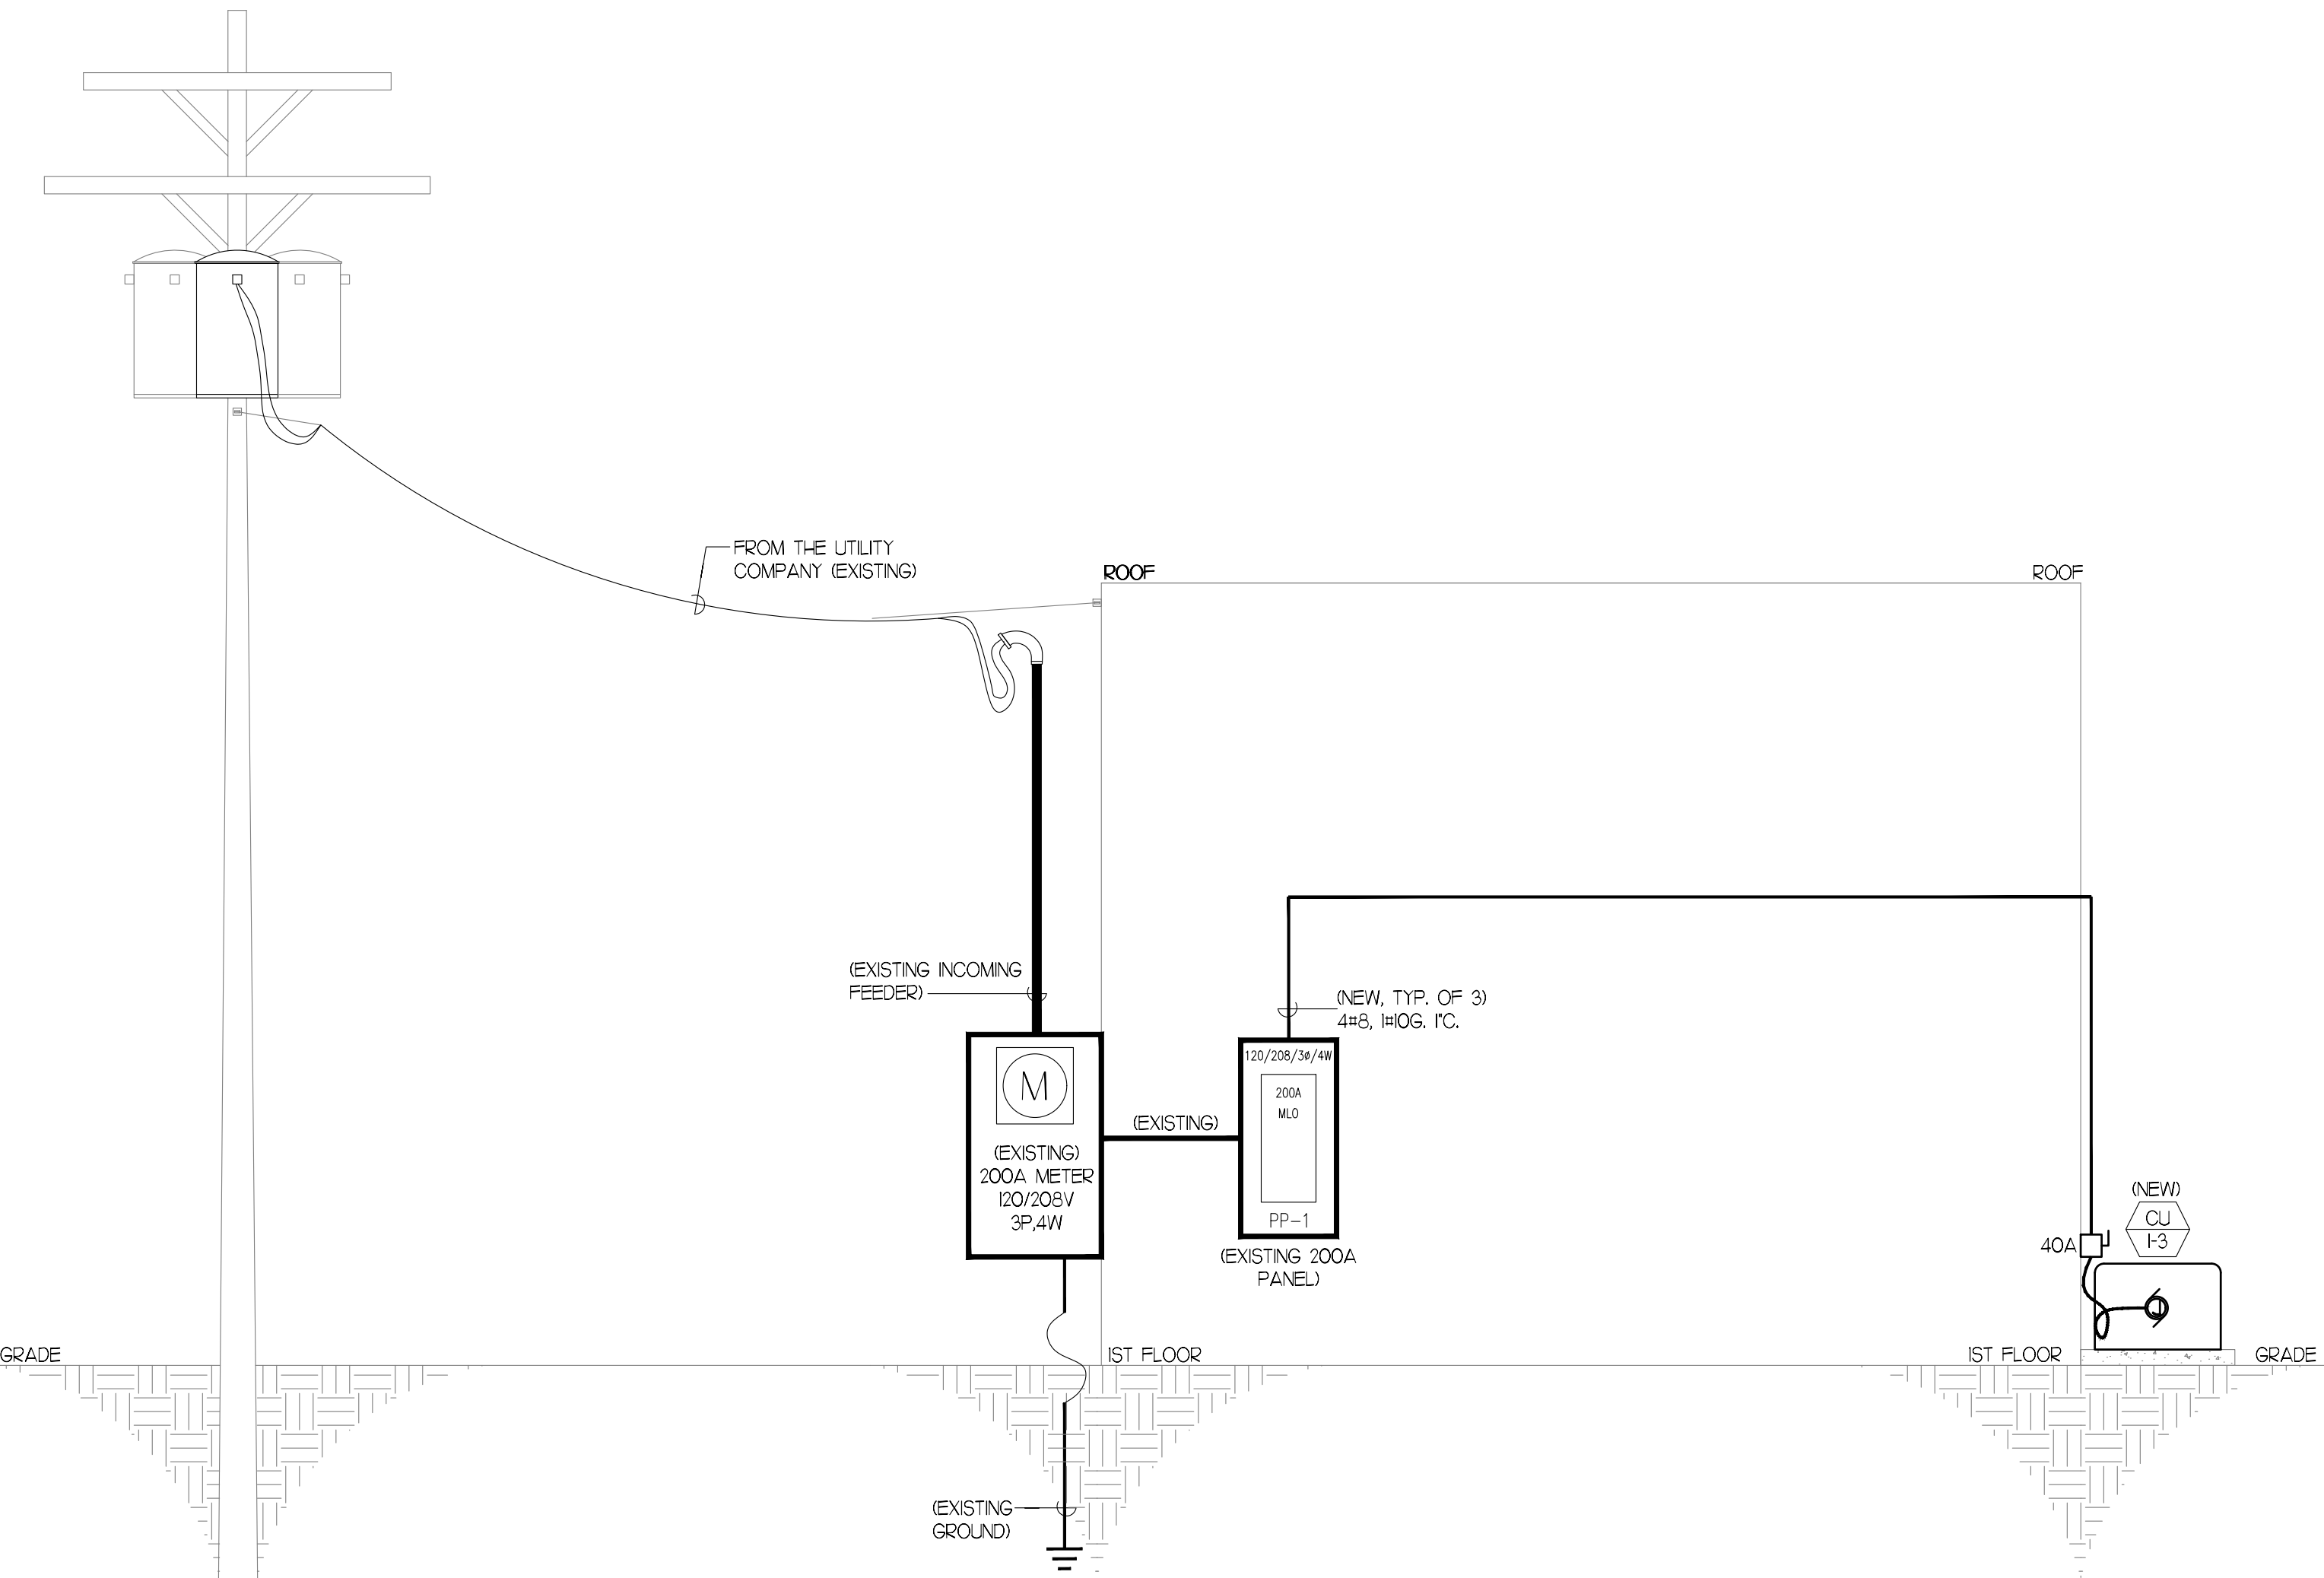 FROM THE UTILITY
COMPANY (EXISTING)
ROOF
ROOF
(EXISTING INCOMING
FEEDER)
(NEW, TYP. OF 3)
4#8, 1#10G. 1"C.
M
(EXISTING)
200A METER
120/208V
3P,4W
(EXISTING)
120/208/3ø/4W
200A
MLO
PP-1
(EXISTING 200A
PANEL)
(NEW)
CU
1-3
40A
GRADE
1ST FLOOR
1ST FLOOR
GRADE
(EXISTING
GROUND)